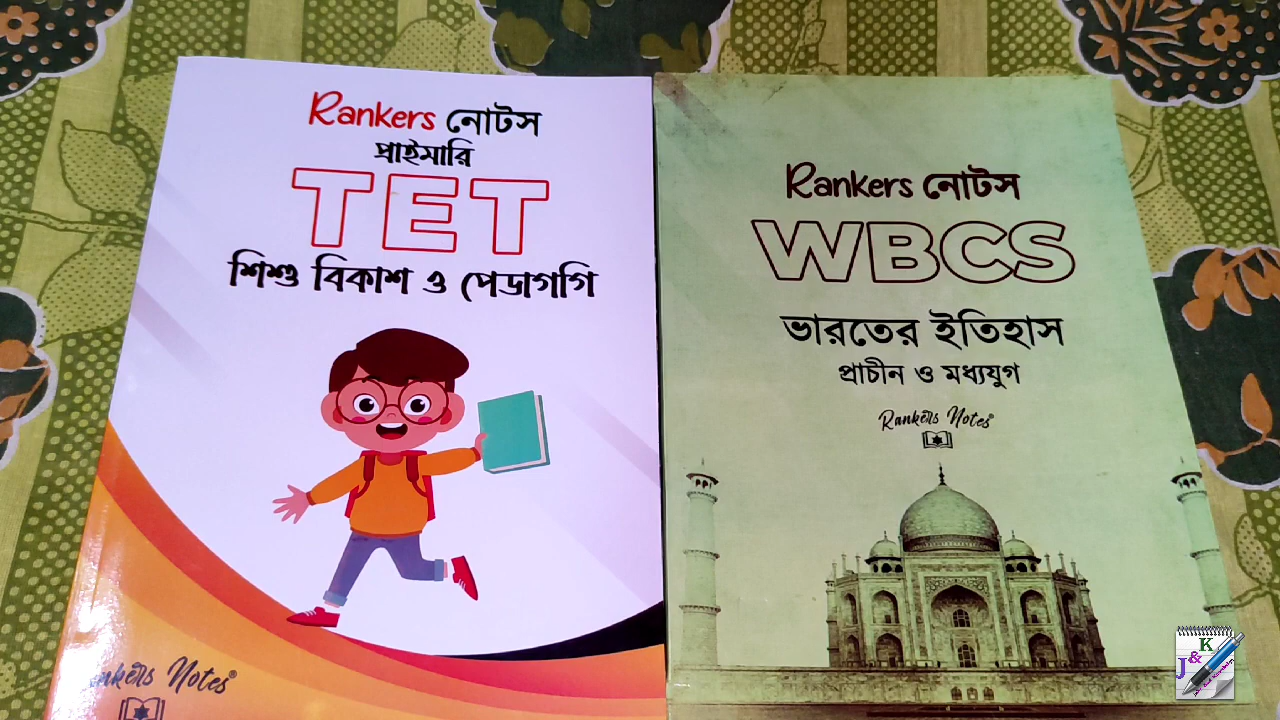 Rankers নোটস
প্রাইমারি
TET
শিশু বিকাশ ও পেডাগগি
Rankers Notes®
Rankers নোটস
WBCS
ভারতের ইতিহাস
প্রাচীন ও মধ্যযুগ
Rankers Notes®
J&K